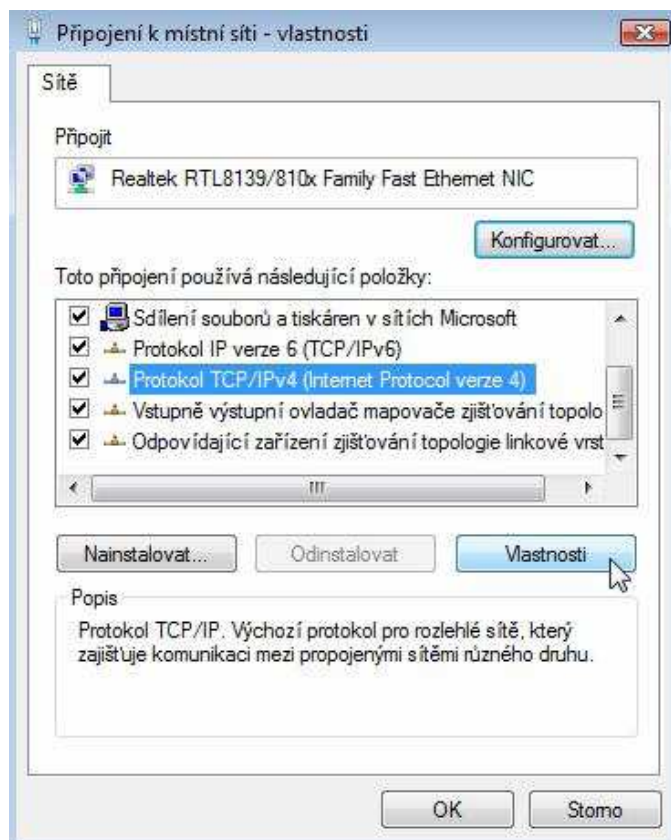 Připojení k místní síti - vlastnosti
Sítě
Připojit
Realtek RTL8139/810x Family Fast Ethernet NIC
Konfigurovat...
Toto připojení používá následující položky:
Sdílení souborů a tiskáren v sítích Microsoft
Protokol IP verze 6 (TCP/IPv6)
Protokol TCP/IPv4 (Internet Protocol verze 4)
Vstupně výstupní ovladač mapovače zjišťování topolo
Odpovídající zařízení zjišťování topologie linkové vrst
Nainstalovat...
Odinstalovat
Vlastnosti
Popis
Protokol TCP/IP. Výchozí protokol pro rozlehlé sítě, který
zajišťuje komunikaci mezi propojenými sítěmi různého druhu.
OK
Storno